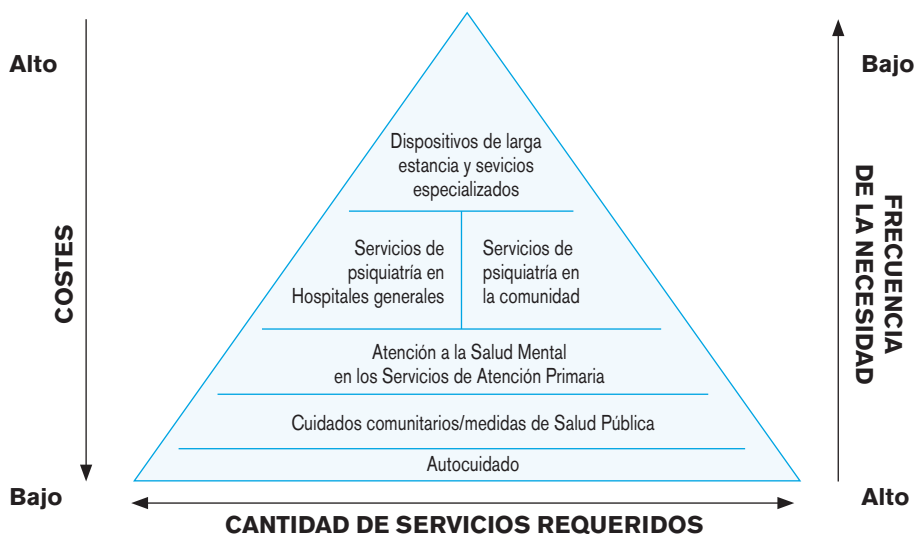 Alto
Bajo
Dispositivos de larga
estancia y sevicios
especializados
COSTES
Servicios de
psiquiatría en
Hospitales generales
Servicios de
psiquiatría en
la comunidad
FRECUENCIA
DE LA NECESIDAD
Atención a la Salud Mental
en los Servicios de Atención Primaria
Cuidados comunitarios/medidas de Salud Pública
Autocuidado
Bajo
Alto
CANTIDAD DE SERVICIOS REQUERIDOS